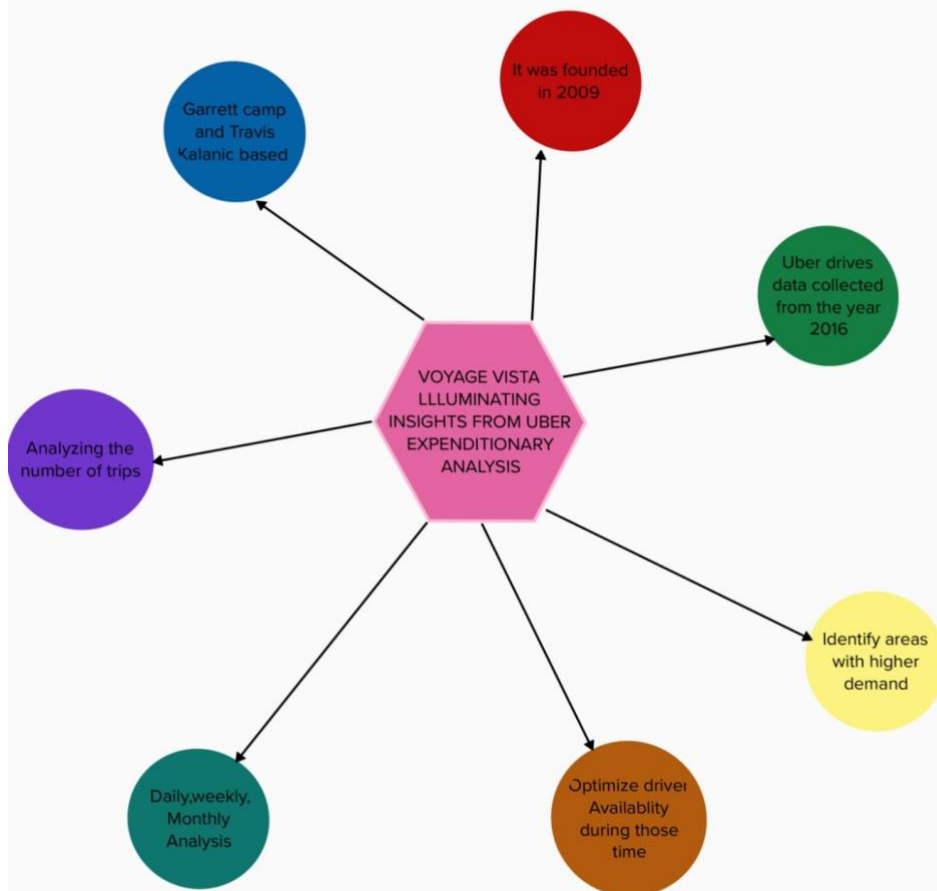 It was founded
in 2009
Garrett camp
and Travis
Kalanic based
Uber drives
data collected
from the year
2016
VOYAGE VISTA
LLLUMINATING
INSIGHTS FROM UBER
EXPENDITIONARY
ANALYSIS
Analyzing the
number of trips
Identify areas
with higher
demand
Daily,weekly,
Monthly
Analysis
Optimize driver
Availablity
during those
time